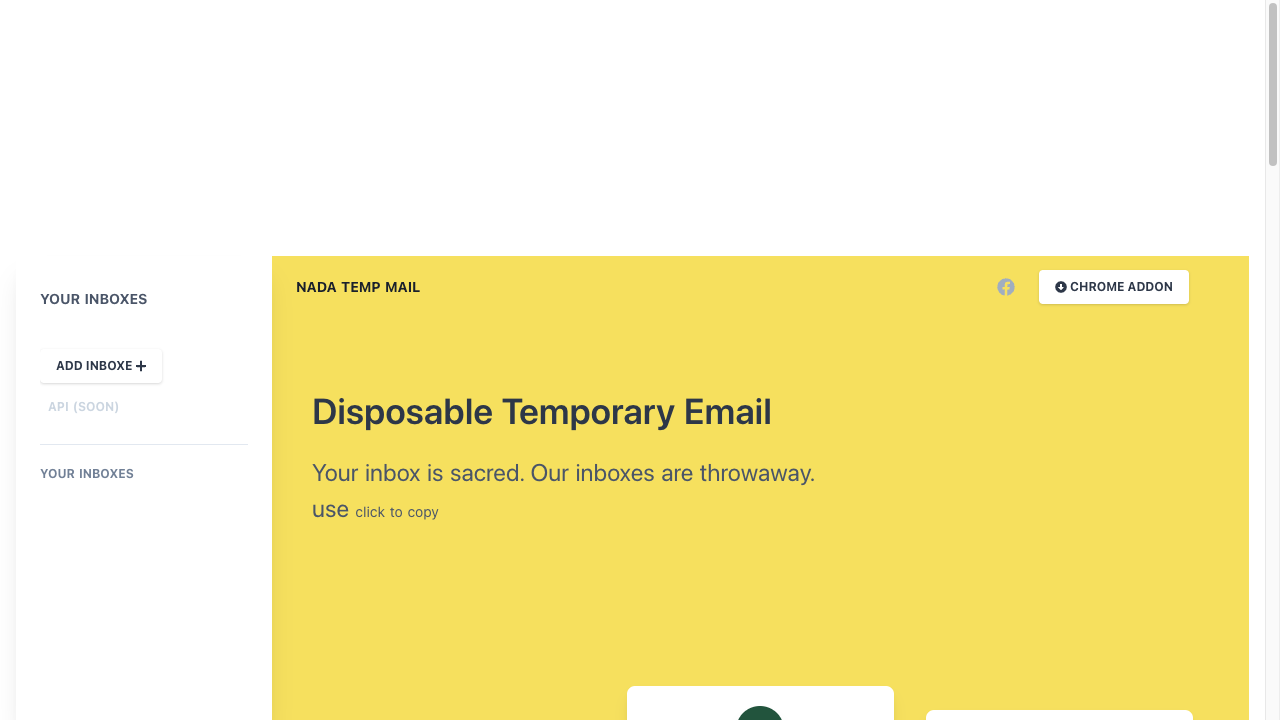 YOUR INBOXES
ADD INBOXE
API (SOON)
YOUR INBOXES
NADA TEMP MAIL
CHROME ADDON
Disposable Temporary Email
Your inbox is sacred. Our inboxes are throwaway.
use click to copy